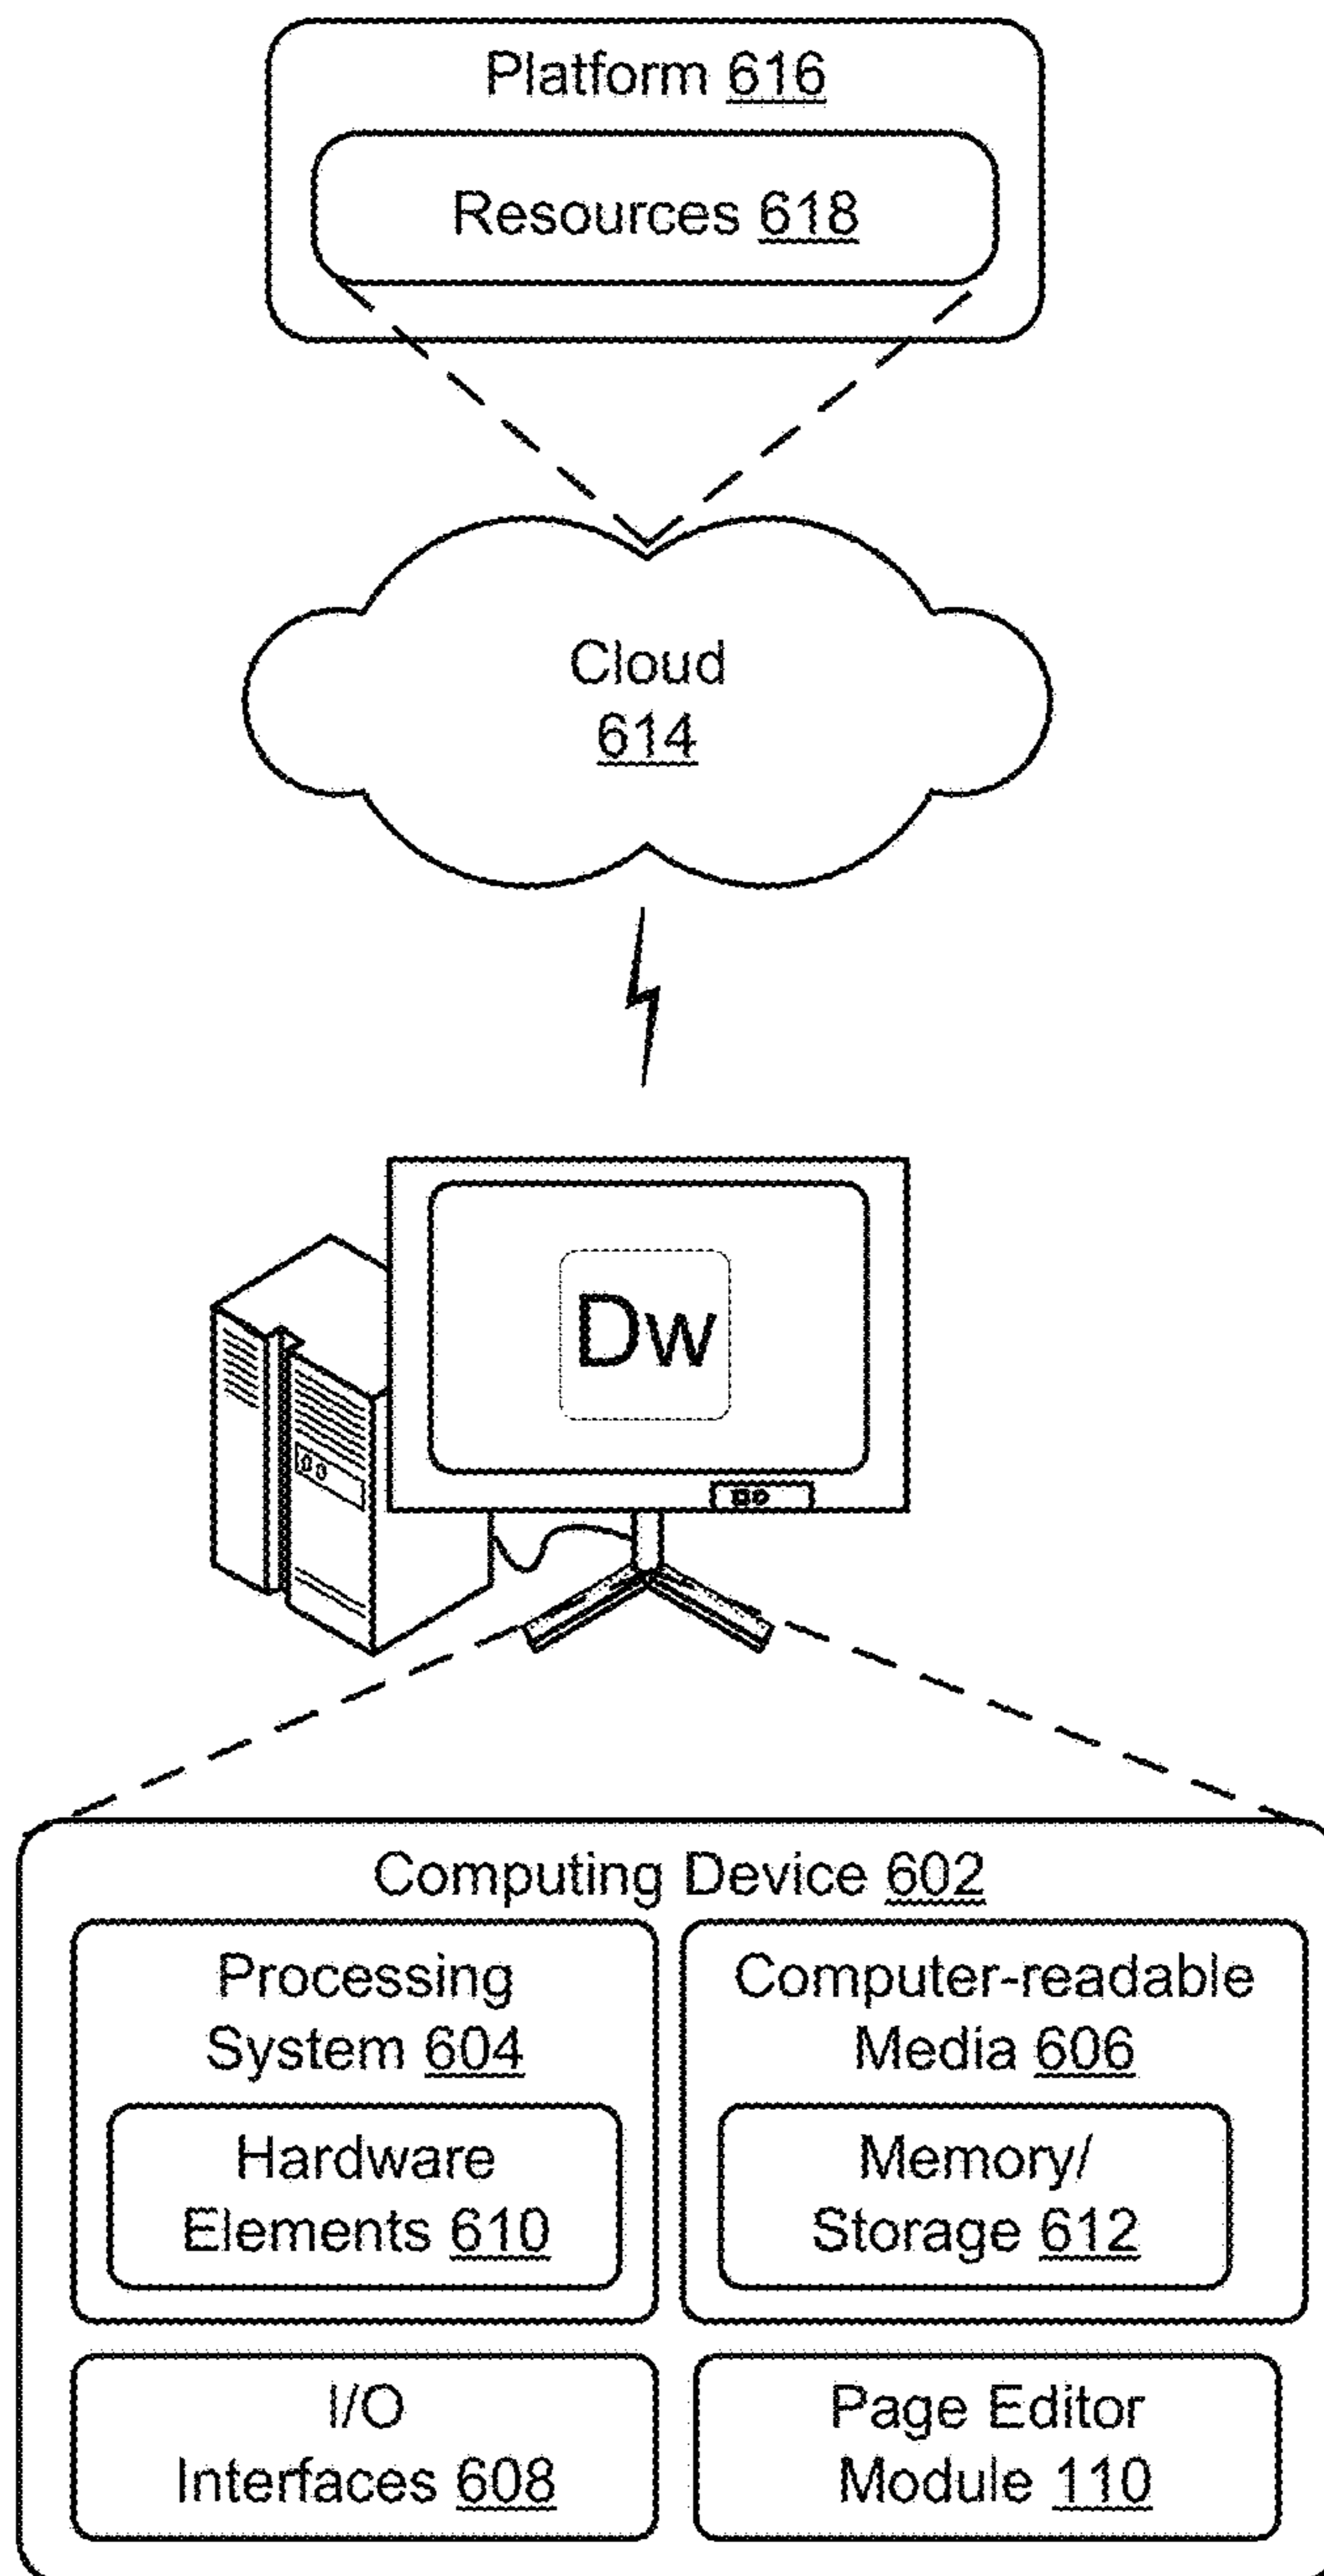 Platform 616
Resources 618
Cloud
614
Dw
Computing Device 602
Processing
System 604
Hardware
Elements 610
Computer-readable
Media 606
Memory/
Storage 612
I/O
Interfaces 608
Page Editor
Module 110